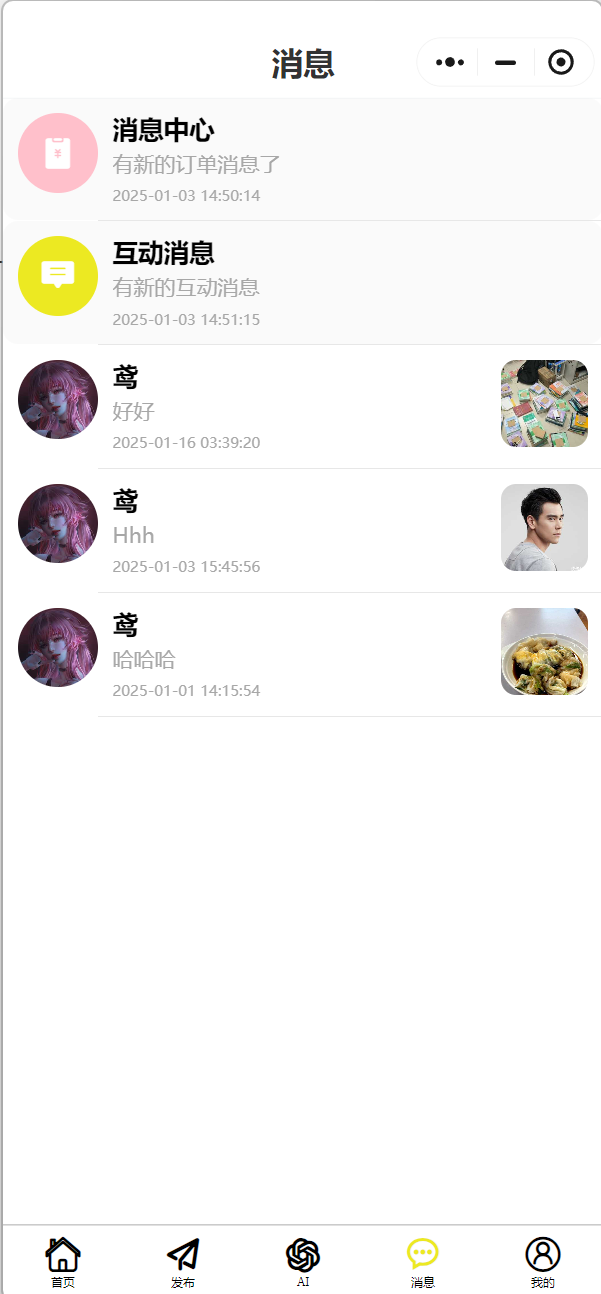 消息
消息中心
有新的订单消息了
2025-01-03 14:50:14
互动消息
有新的互动消息
2025-01-03 14:51:15
鸢
好好
2025-01-16 03:39:20
鸢
Hhh
2025-01-03 15:45:56
鸢
哈哈哈
2025-01-01 14:15:54
首页
发布
AI
消息
我的